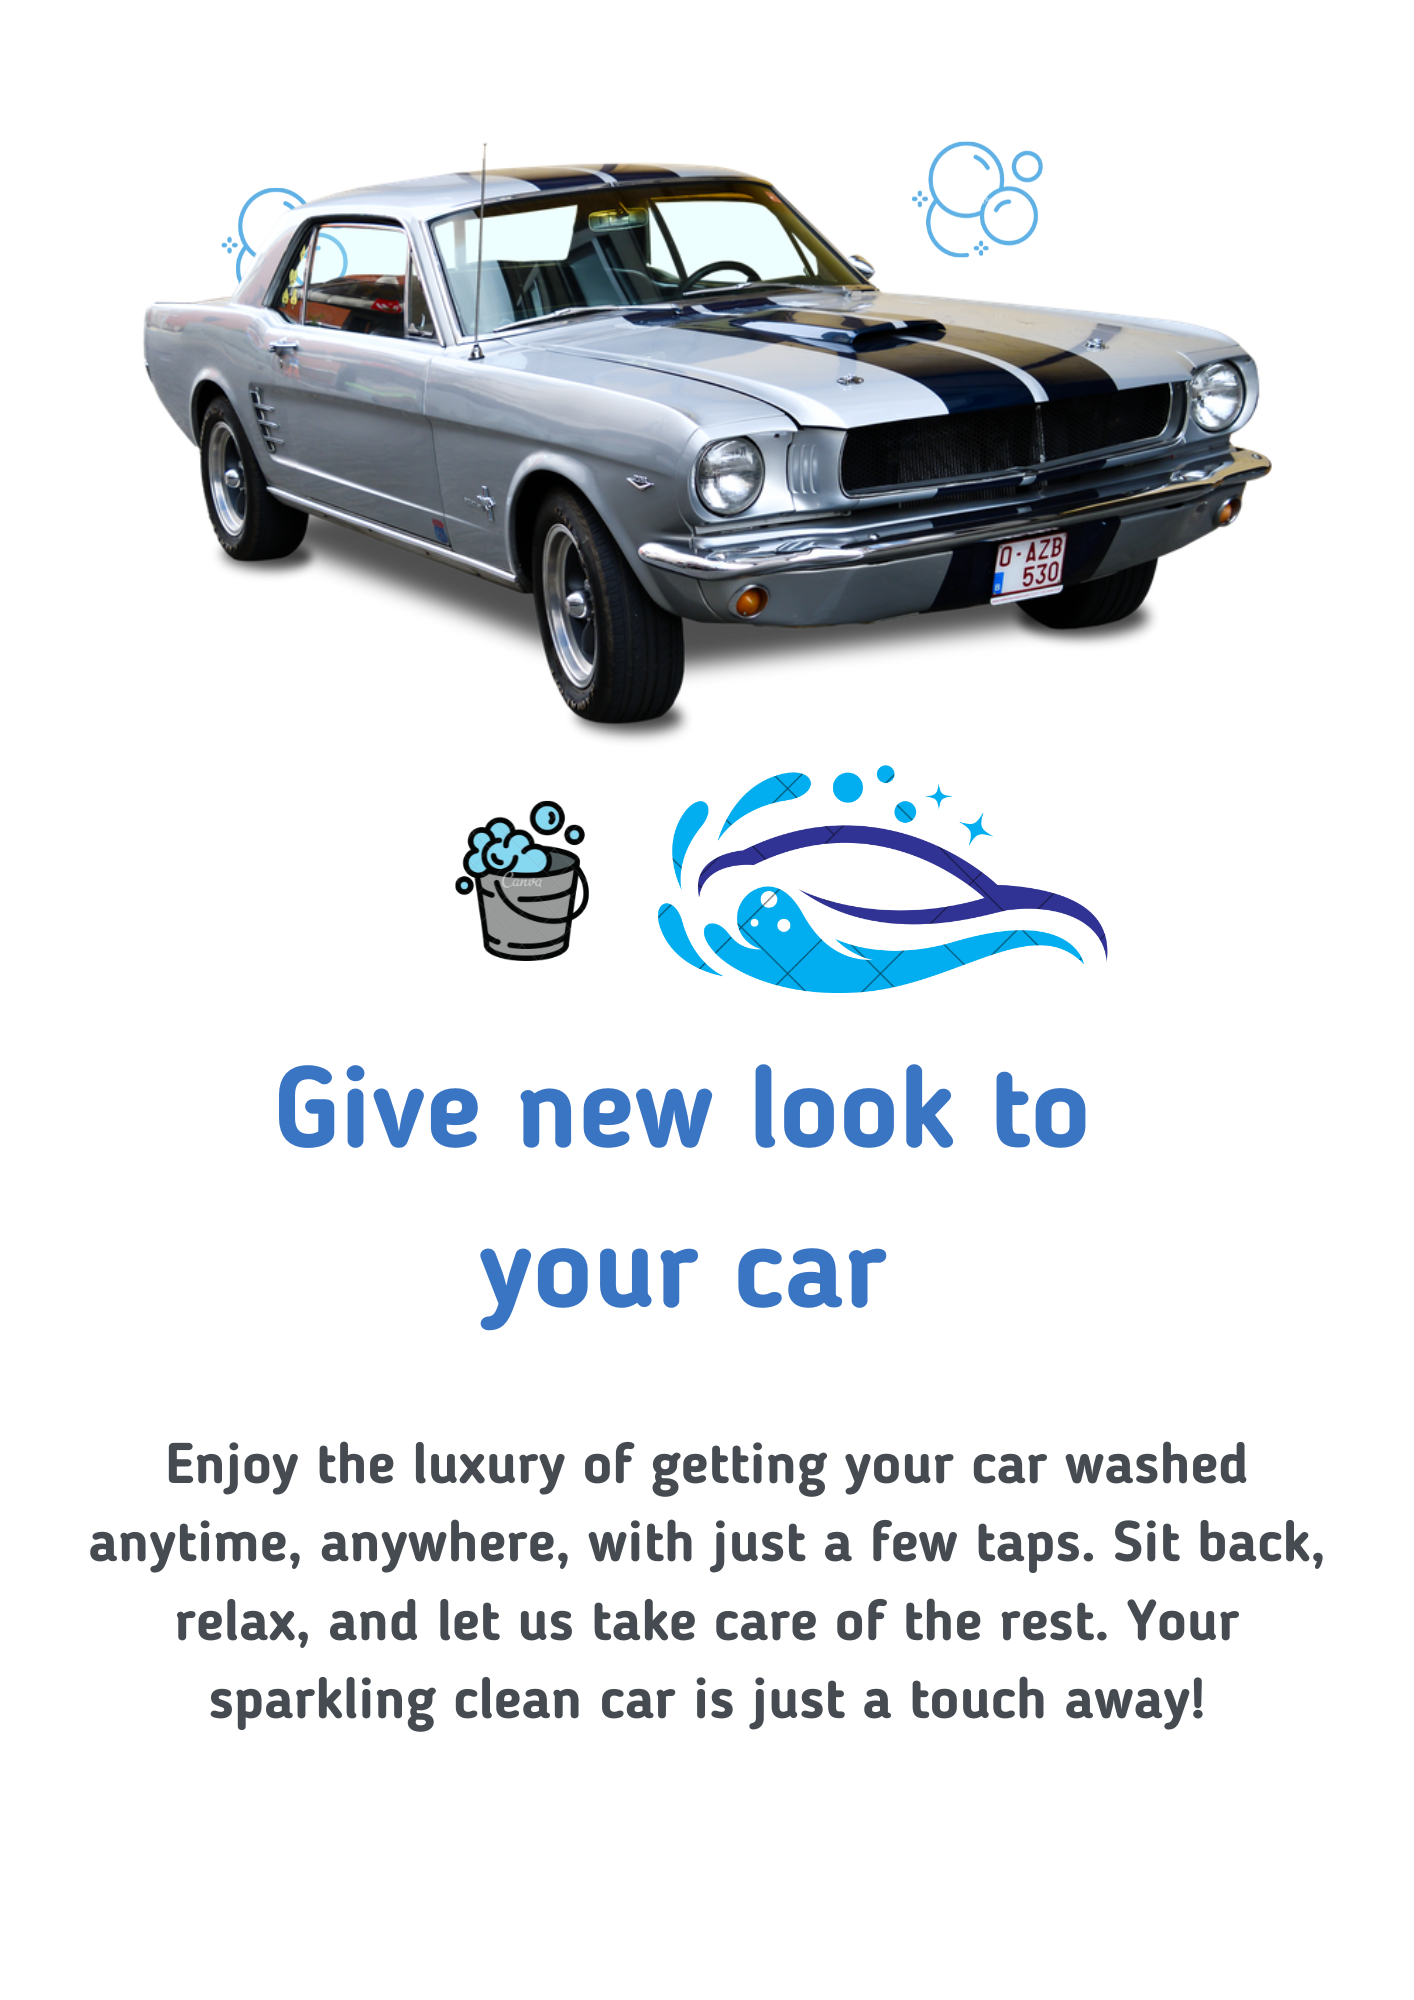 O-AZB
530
Canva
Give new look to
your car
Enjoy the luxury of getting your car washed
anytime, anywhere, with just a few taps. Sit back,
relax, and let us take care of the rest. Your
sparkling clean car is just a touch away!